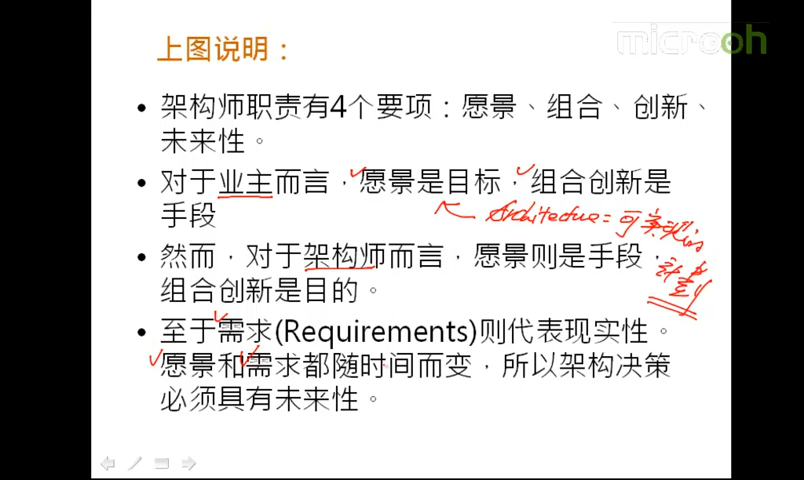 microoh
上图说明：
• 架构师职责有4个要项：愿景、组合、创新、
未来性。
• 对于业主而言，愿景是目标，组合创新是
手段
Architecture = 可实现的
计划
• 然而，对于架构师而言，愿景则是手段，
组合创新是目的。
• 至于需求(Requirements)则代表现实性。
愿景和需求都随时间而变，所以架构决策
必须具有未来性。